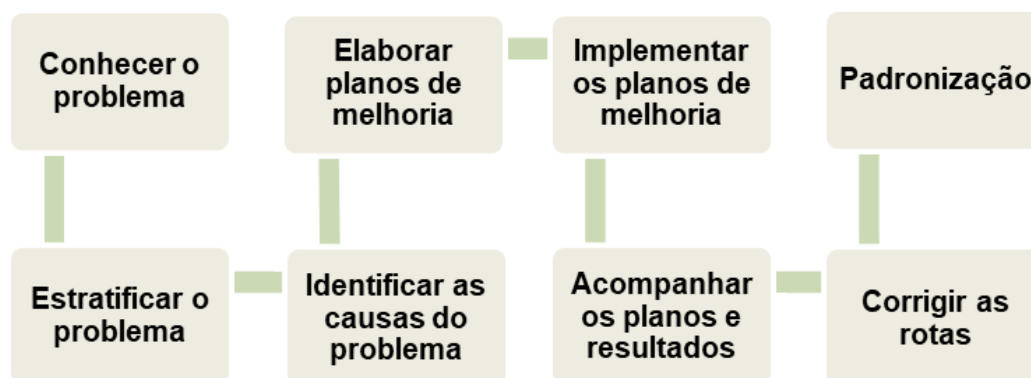 Conhecer o
problema
Estratificar o
problema
Identificar as
causas do
problema
Elaborar
planos de
melhoria
Implementar
os planos de
melhoria
Acompanhar
os planos e
resultados
Corrigir as
rotas
Padronização